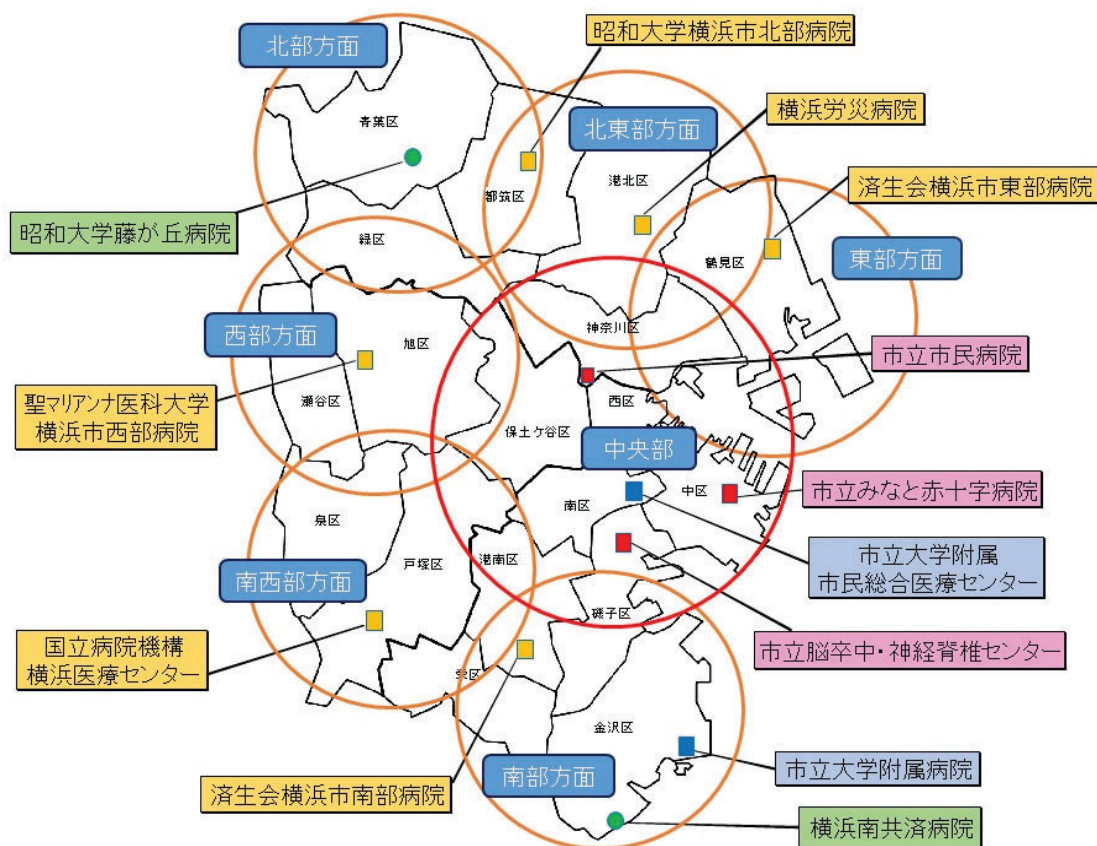 昭和大学横浜市北部病院
北部方面
横浜労災病院
北東部方面
青葉区
港北区
済生会横浜市東部病院
都筑区
昭和大学藤が丘病院
緑区
鶴見区
東部方面
神奈川区
西部方面
旭区
市立市民病院
聖マリアンナ医科大学
横浜市西部病院
瀬谷区
西区
保土ケ谷区
中央部
中区
市立みなと赤十字病院
南区
泉区
市立大学附属
市民総合医療センター
戸塚区
港南区
南西部方面
磯子区
国立病院機構
横浜医療センター
市立脳卒中・神経脊椎センター
栄区
金沢区
南部方面
市立大学附属病院
済生会横浜市南部病院
横浜南共済病院